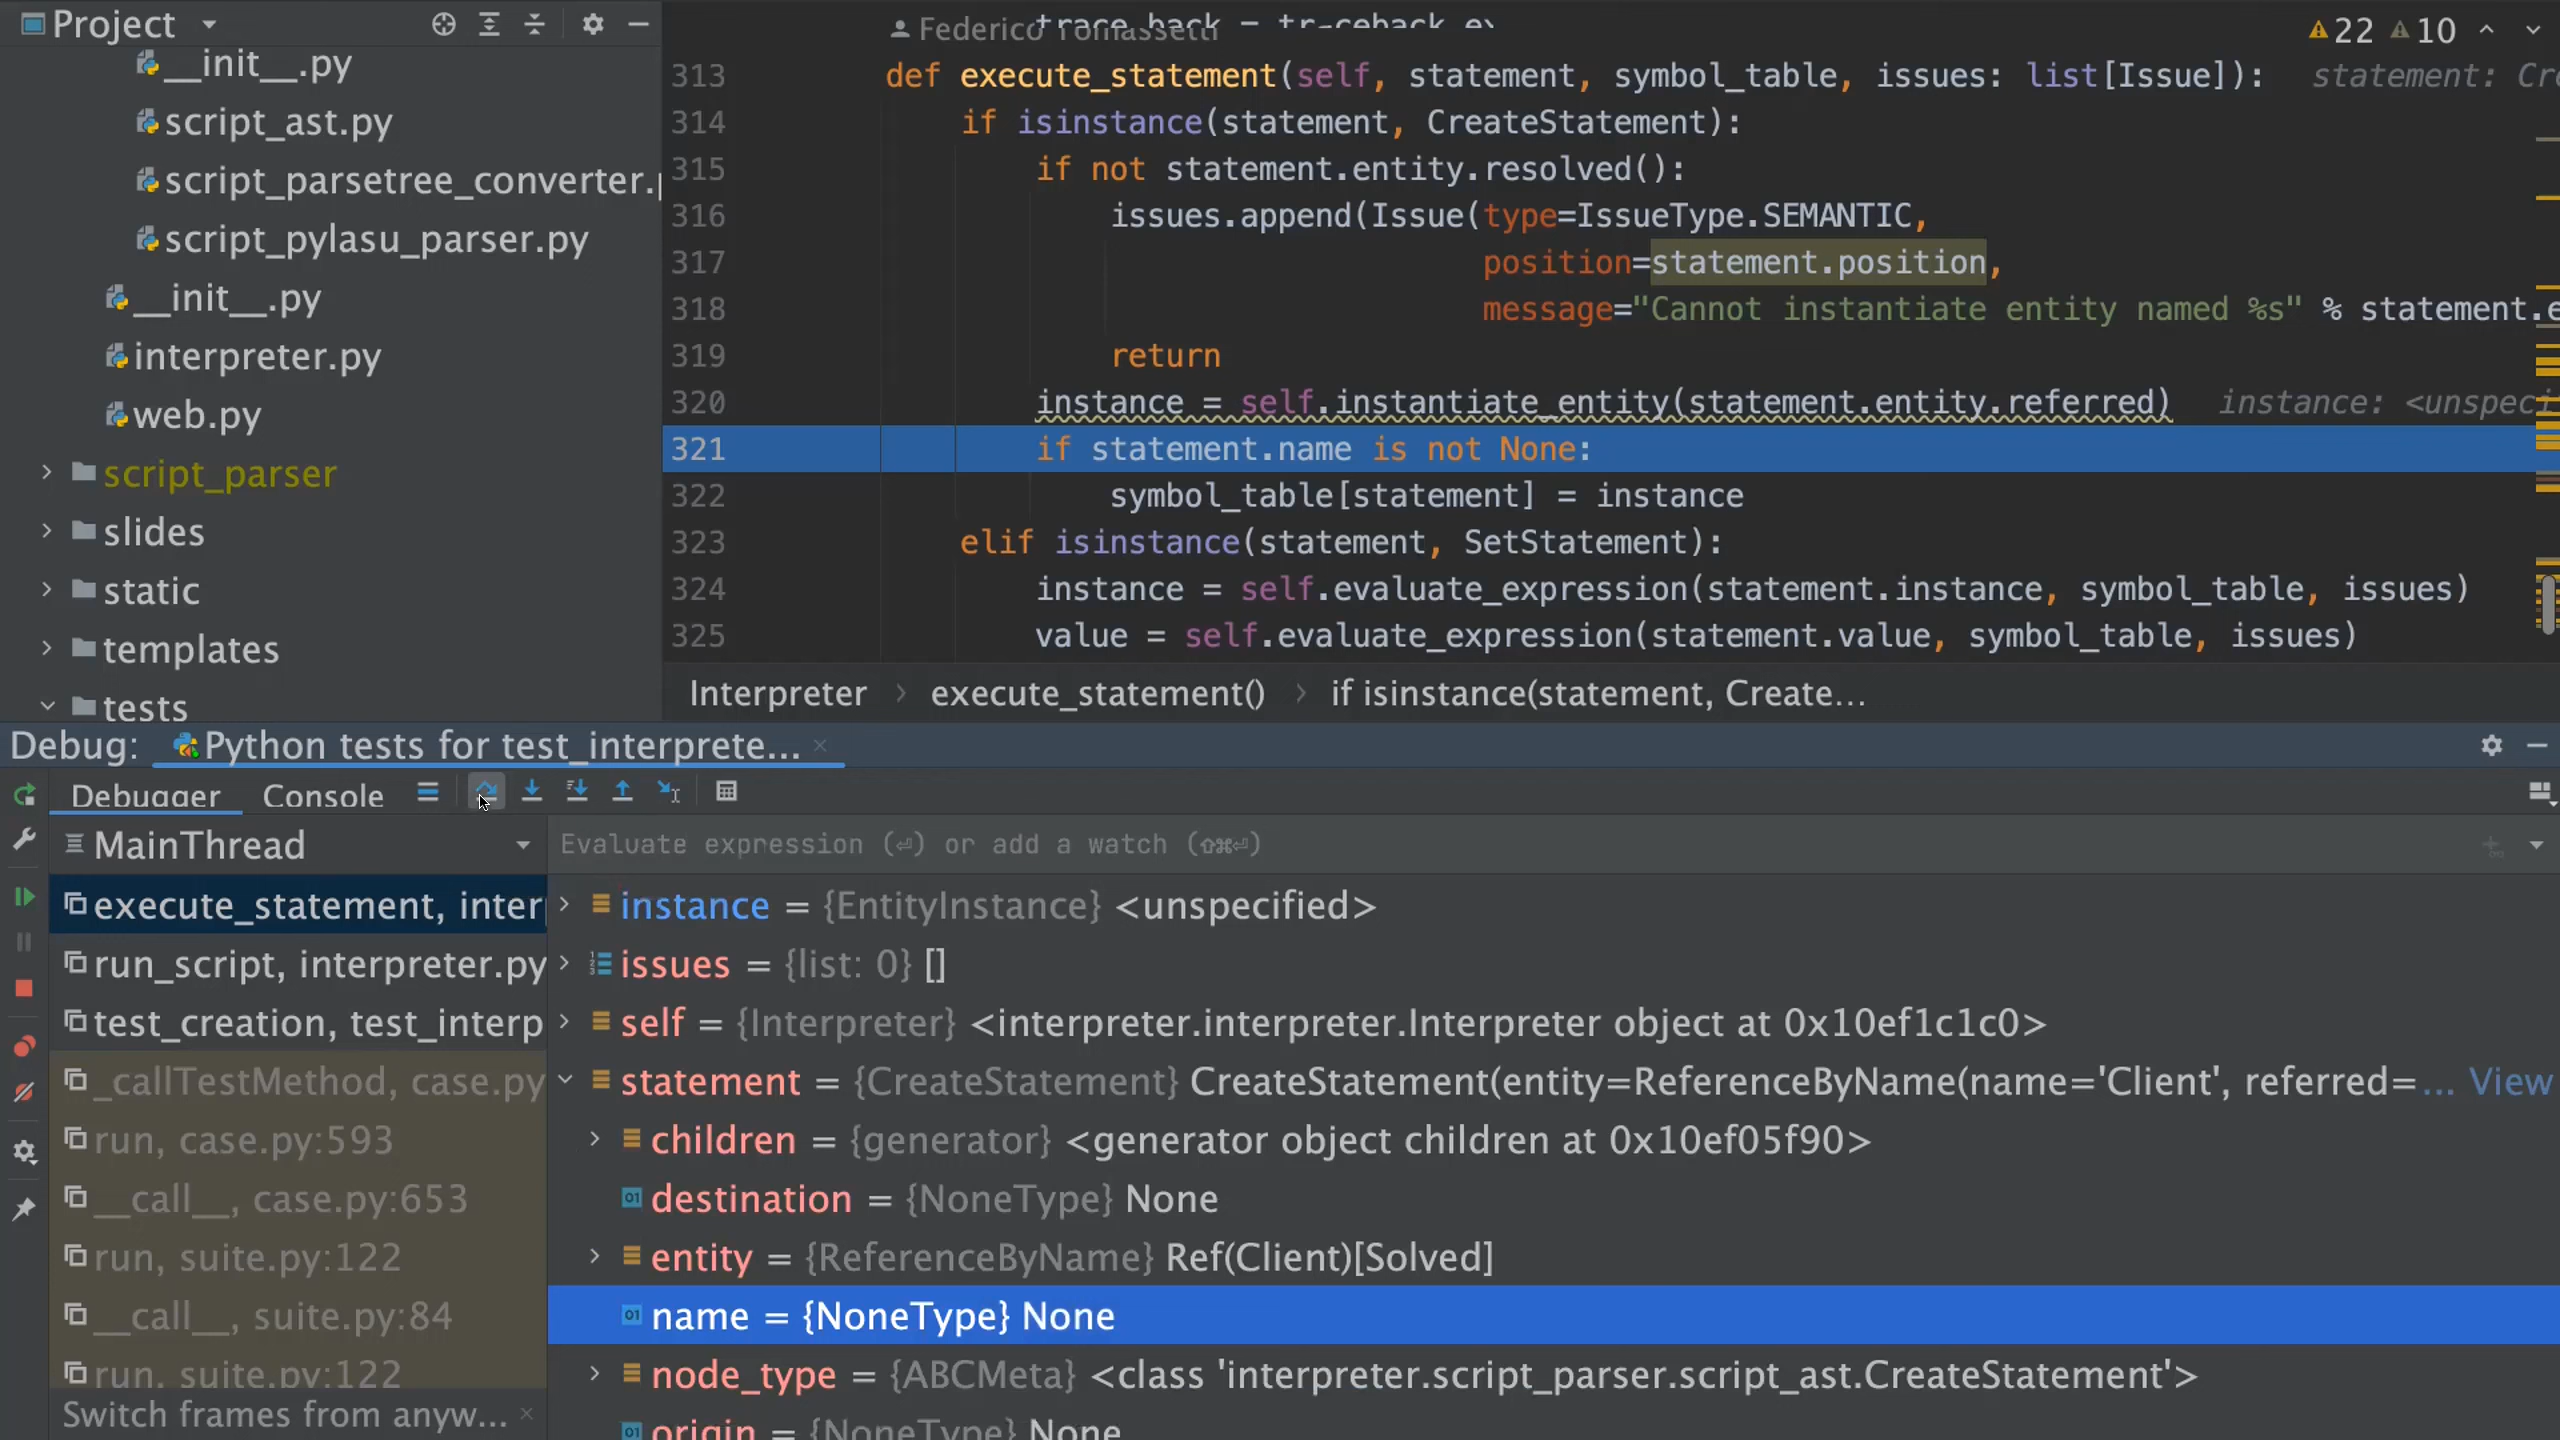 Project
__init__.py
script_ast.py
script_parsetree_converter.
script_pylasu_parser.py
__init__.py
interpreter.py
web.py
script_parser
slides
static
templates
tests
Federico Tomassetti
22 10
313 def execute_statement(self, statement, symbol_table, issues: list[Issue]): statement: Cre
314 if isinstance(statement, CreateStatement):
315 if not statement.entity.resolved():
316 issues.append(Issue(type=IssueType.SEMANTIC,
317 position=statement.position,
318 message="Cannot instantiate entity named %s" % statement.e
319 return
320 instance = self.instantiate_entity(statement.entity.referred) instance: <unspeci
321 if statement.name is not None:
322 symbol_table[statement] = instance
323 elif isinstance(statement, SetStatement):
324 instance = self.evaluate_expression(statement.instance, symbol_table, issues)
325 value = self.evaluate_expression(statement.value, symbol_table, issues)
Interpreter › execute_statement() › if isinstance(statement, Create...
Debug: Python tests for test_interprete... ×
Debugger Console
MainThread
Evaluate expression (⏎) or add a watch (⇧⌘⏎)
execute_statement, inter
run_script, interpreter.py
test_creation, test_interp
_callTestMethod, case.py
run, case.py:593
__call__, case.py:653
run, suite.py:122
__call__, suite.py:84
run, suite.py:122
Switch frames from anyw... ×
instance = {EntityInstance} <unspecified>
issues = {list: 0} []
self = {Interpreter} <interpreter.interpreter.Interpreter object at 0x10ef1c1c0>
statement = {CreateStatement} CreateStatement(entity=ReferenceByName(name='Client', referred=... View
children = {generator} <generator object children at 0x10ef05f90>
destination = {NoneType} None
entity = {ReferenceByName} Ref(Client)[Solved]
name = {NoneType} None
node_type = {ABCMeta} <class 'interpreter.script_parser.script_ast.CreateStatement'>
origin = {NoneType} None